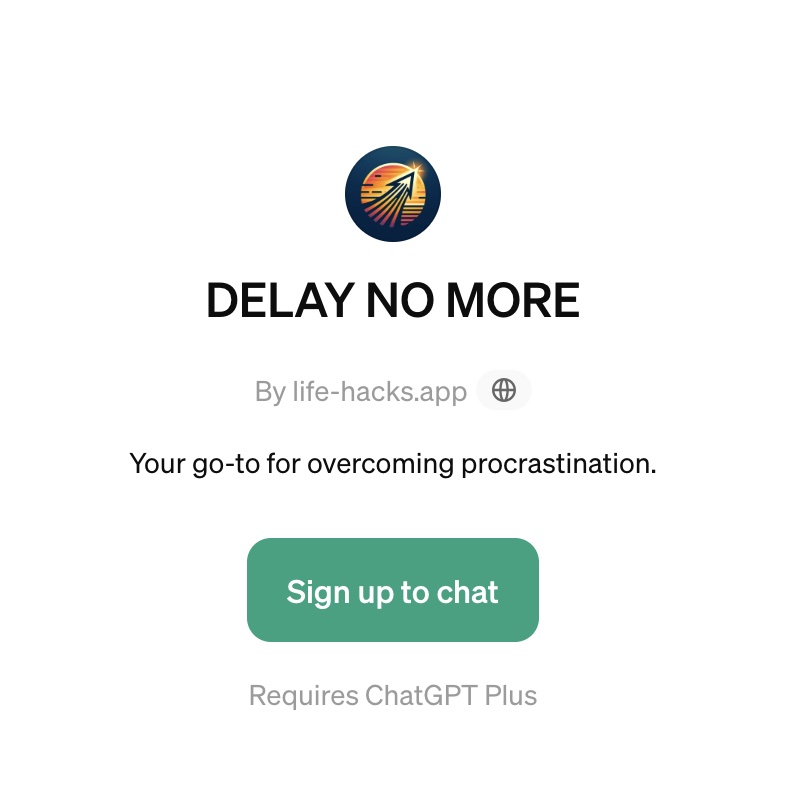 DELAY NO MORE
By life-hacks.app
Your go-to for overcoming procrastination.
Sign up to chat
Requires ChatGPT Plus